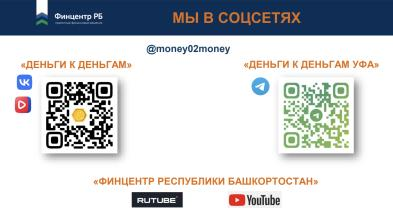 Финцентр РБ
МЫ В СОЦСЕТЯХ
@money02money
«ДЕНЬГИ К ДЕНЬГАМ»
«ДЕНЬГИ К ДЕНЬГАМ УФА»
«ФИНЦЕНТР РЕСПУБЛИКИ БАШКОРТОСТАН»
RUTUBE
YouTube